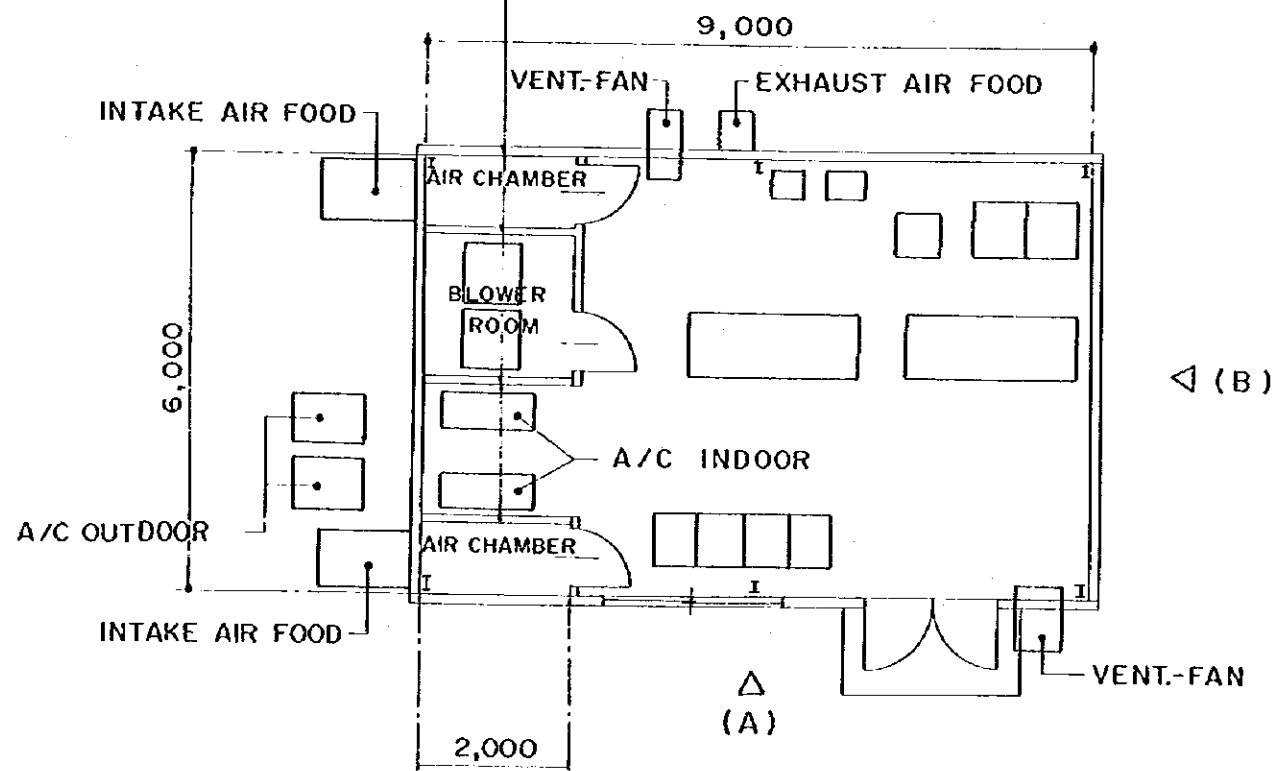 9,000
VENT.-FAN
EXHAUST AIR FOOD
INTAKE AIR FOOD
AIR CHAMBER
BLOWER
ROOM
6,000
(B)
A/C INDOOR
A/C OUTDOOR
AIR CHAMBER
INTAKE AIR FOOD
VENT.-FAN
(A)
2,000